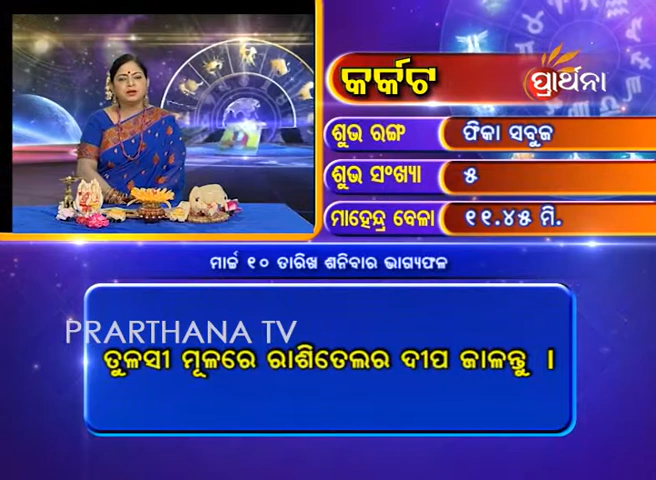 କର୍କଟ
ପ୍ରାର୍ଥନା
ଶୁଭ ରଙ୍ଗ ଫିକା ସବୁଜ
ଶୁଭ ସଂଖ୍ୟା ୫
ମାହେନ୍ଦ୍ର ବେଳା ୧୧.୪୫ ମି.
ମାର୍ଚ୍ଚ ୧୦ ତାରିଖ ଶନିବାର ଭାଗ୍ୟଫଳ
PRARTHANA TV
ତୁଳସୀ ମୂଳରେ ରାଶିତେଲର ଦୀପ ଜାଳନ୍ତୁ ।